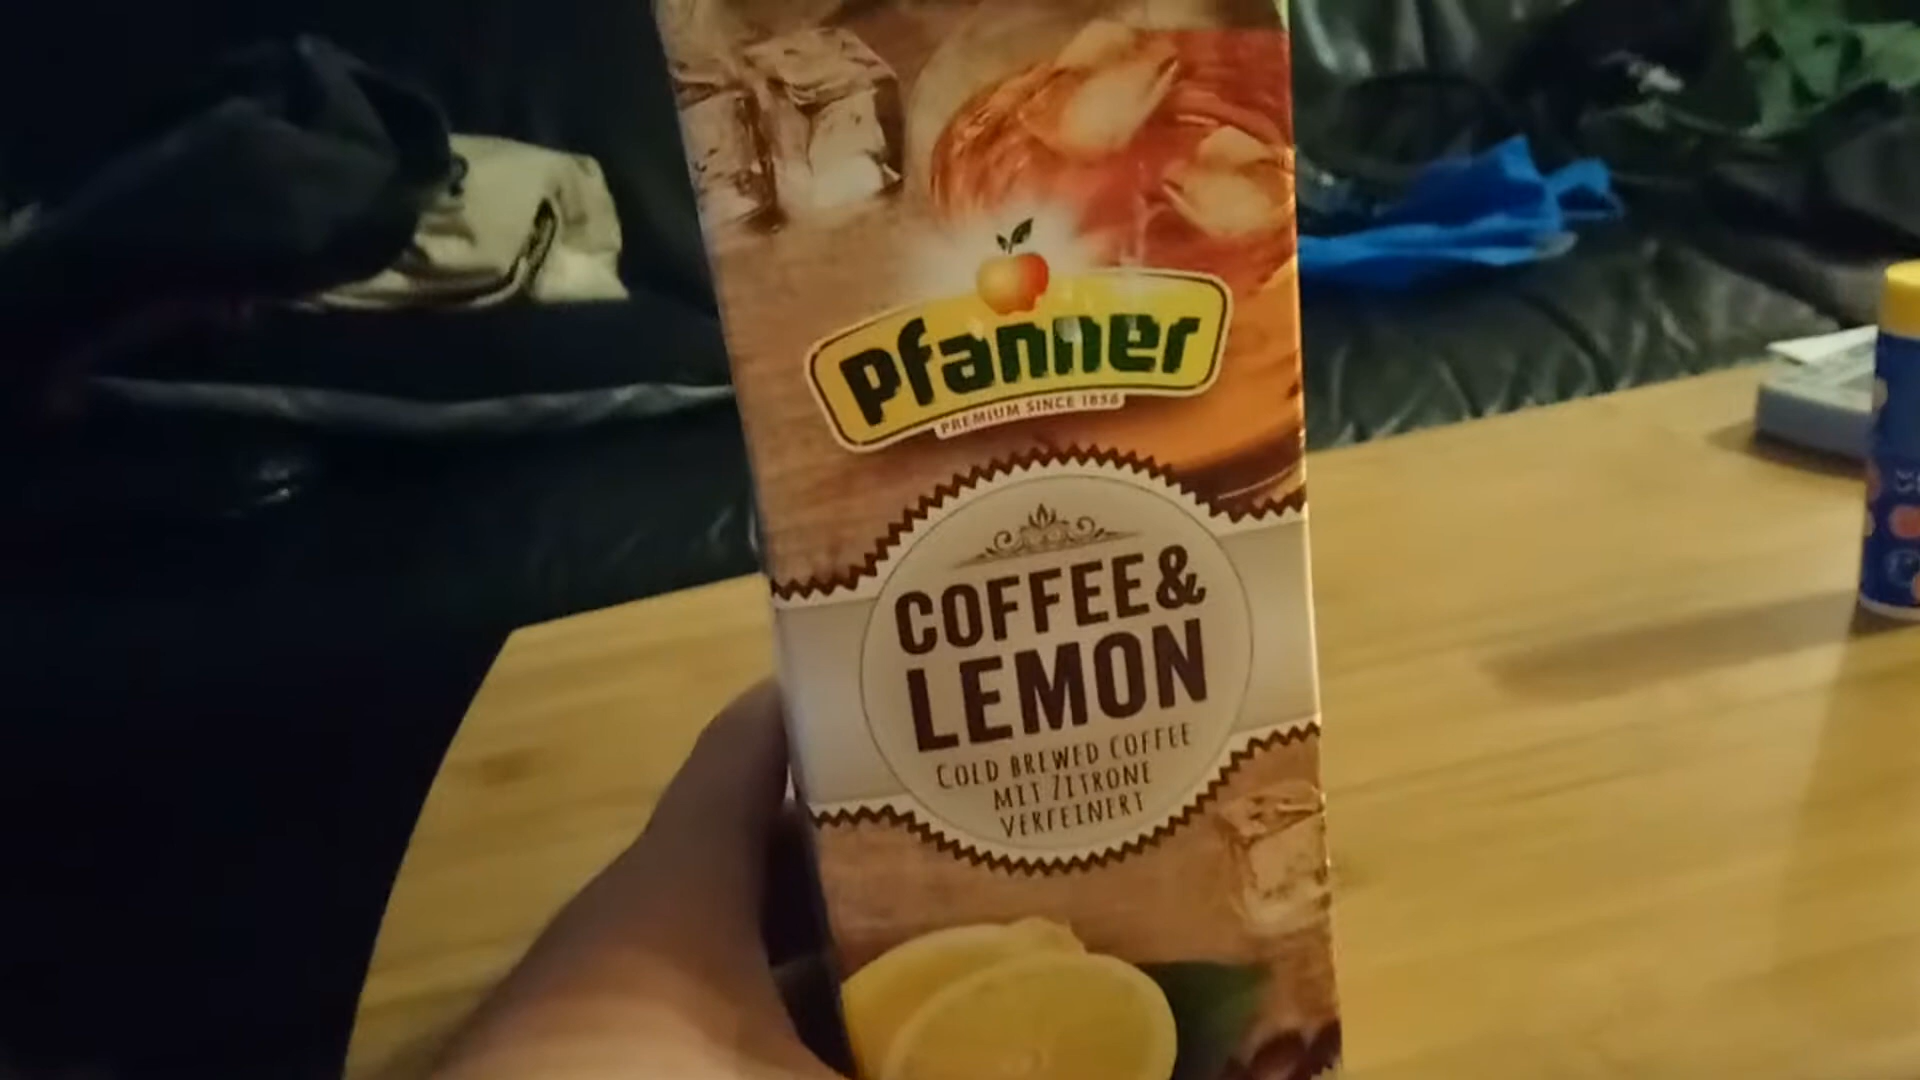 Pfanner
PREMIUM SINCE 1856
COFFEE &
LEMON
COLD BREWED COFFEE
MIT ZITRONE
VERFEINERT